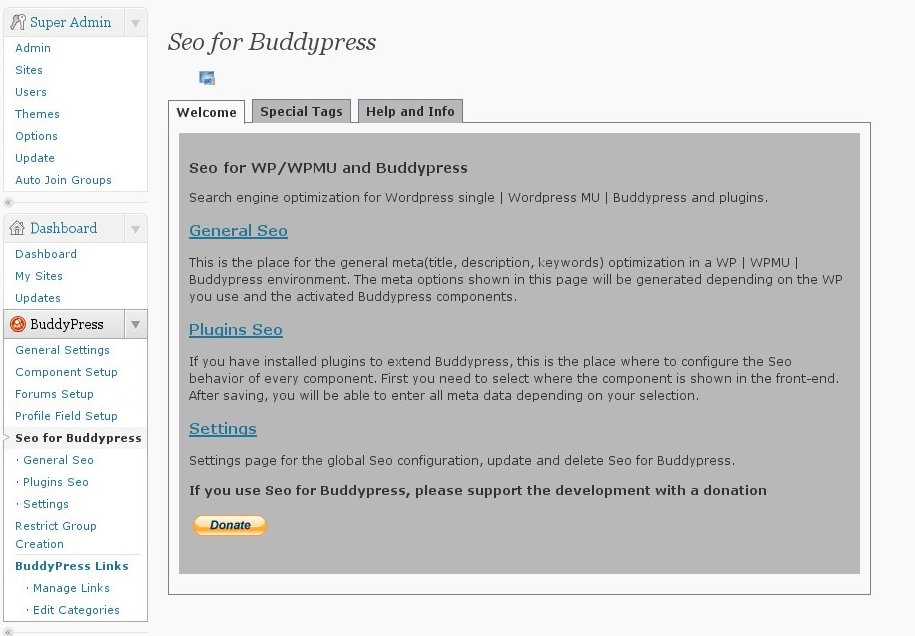 Super Admin
Admin
Sites
Users
Themes
Options
Update
Auto Join Groups
Dashboard
Dashboard
My Sites
Updates
BuddyPress
General Settings
Component Setup
Forums Setup
Profile Field Setup
Seo for Buddypress
· General Seo
· Plugins Seo
· Settings
Restrict Group
Creation
BuddyPress Links
· Manage Links
· Edit Categories
Seo for Buddypress
Welcome
Special Tags
Help and Info
Seo for WP/WPMU and Buddypress
Search engine optimization for Wordpress single | Wordpress MU | Buddypress and plugins.
General Seo
This is the place for the general meta(title, description, keywords) optimization in a WP | WPMU |
Buddypress environment. The meta options shown in this page will be generated depending on the WP
you use and the activated Buddypress components.
Plugins Seo
If you have installed plugins to extend Buddypress, this is the place where to configure the Seo
behavior of every component. First you need to select where the component is shown in the front-end.
After saving, you will be able to enter all meta data depending on your selection.
Settings
Settings page for the global Seo configuration, update and delete Seo for Buddypress.
If you use Seo for Buddypress, please support the development with a donation
Donate